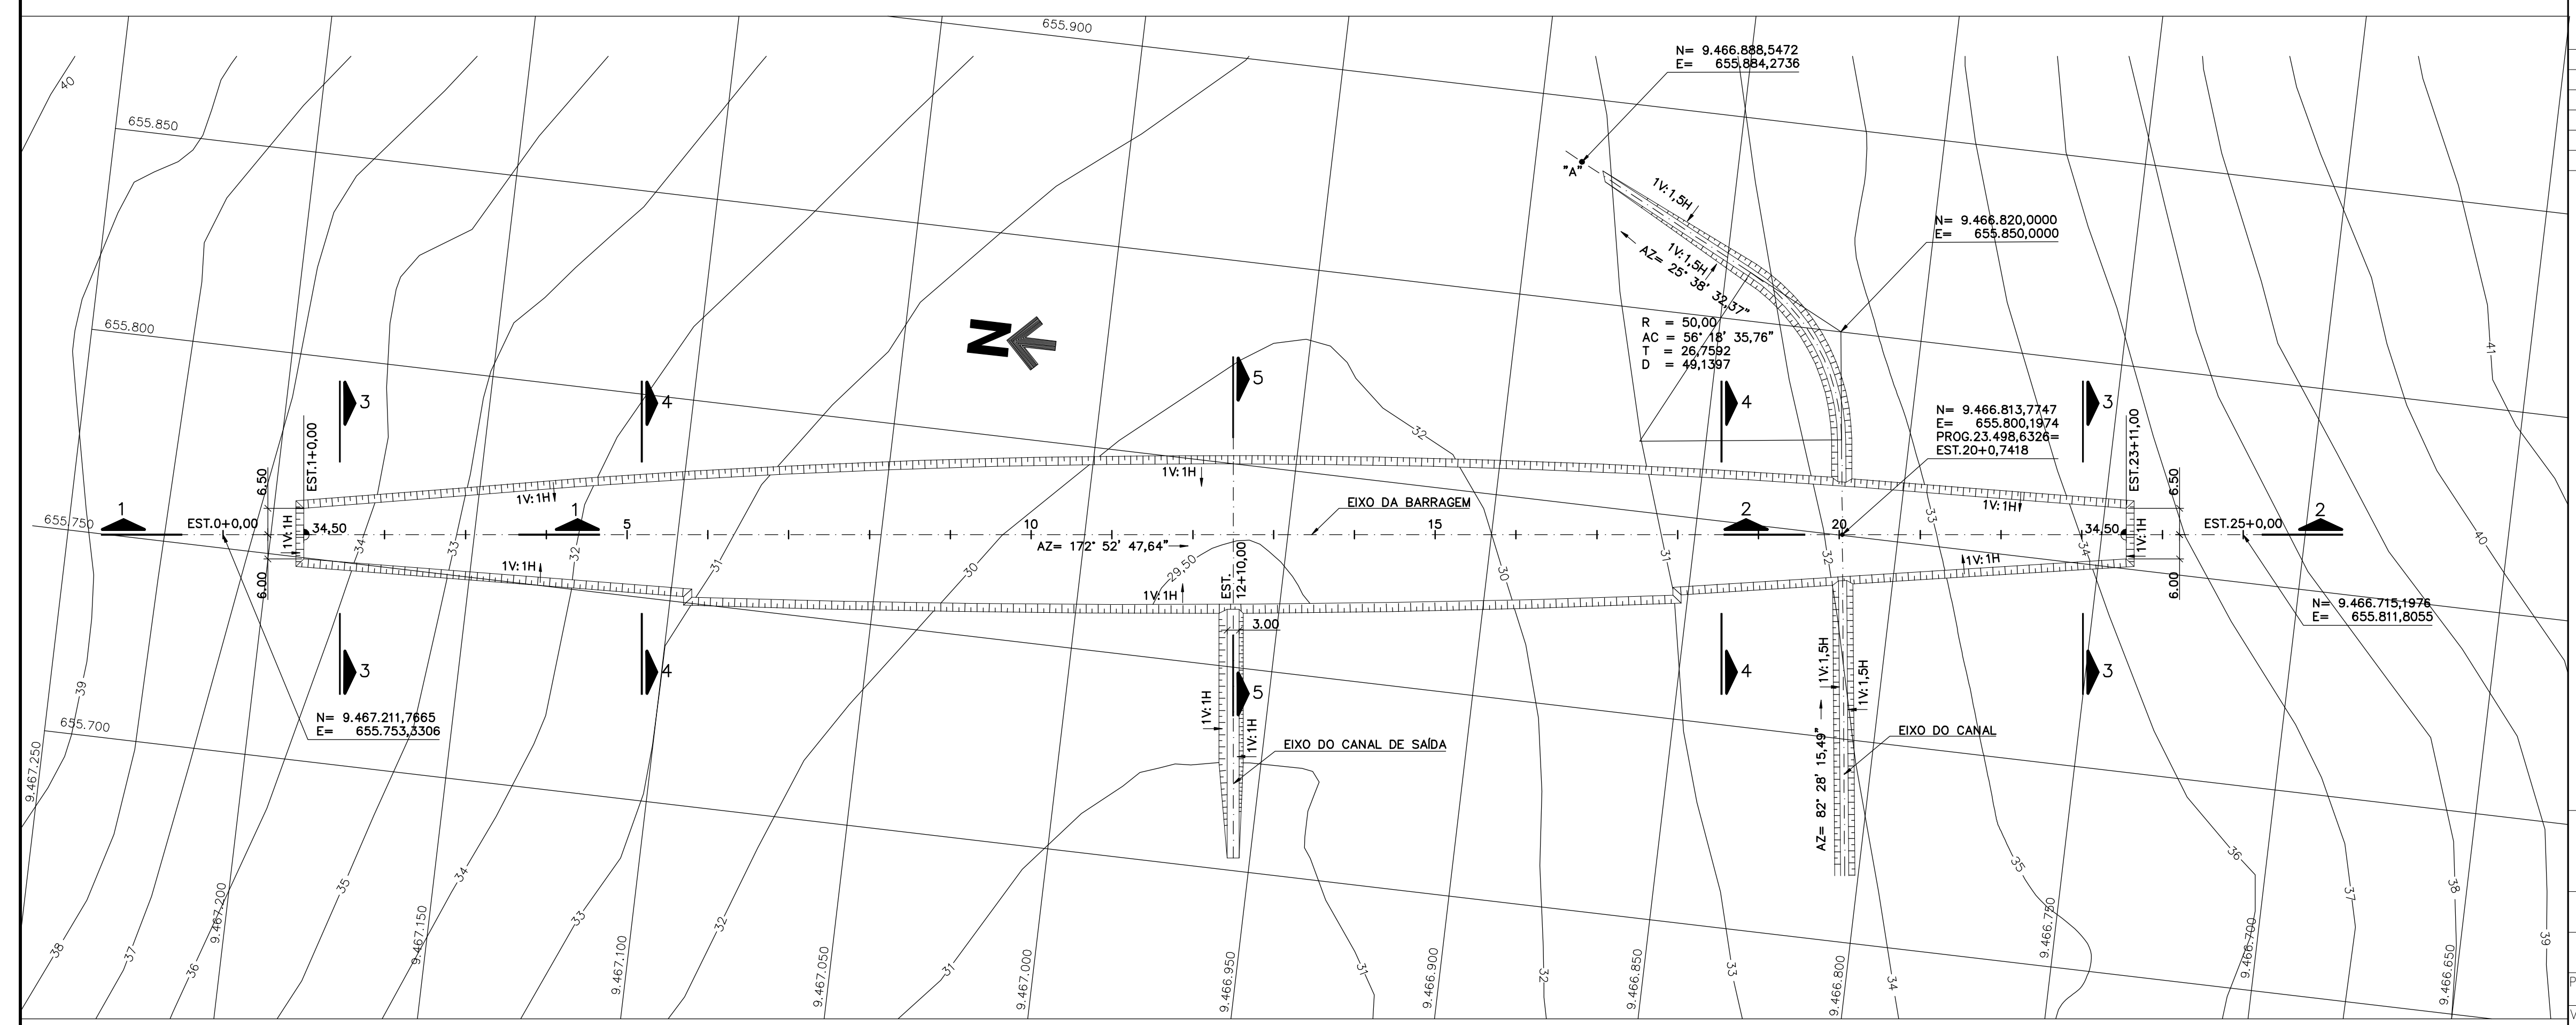 655.900
N= 9.466.888,5472
E= 655.884,2736
40
655.850
"A"
1V:1,5H
41
N= 9.466.820,0000
E= 655.850,0000
1V:1,5H
AZ= 25° 38' 32,37"
655.800
N
R = 50,00
AC = 56° 18' 35,76"
T = 26,7592
D = 49,1397
5
3
4
4
3
N= 9.466.813,7747
E= 655.800,1974
PROG.23.498,6326=
EST.20+0,7418
32
EST.1+0,00
EST.23+11,00
6.50
6.50
1V:1H
1V:1H
1V:1H
1
1
2
2
655.750
EST.0+0,00
34,50
5
10
15
20
34,50
EST.25+0,00
EIXO DA BARRAGEM
AZ= 172° 52' 47,64"
1V:1H
1V:1H
34
33
32
31
30
29,50
30
31
32
33
34
40
EST.
12+10,00
1V:1H
1V:1H
1V:1H
6.00
6.00
3.00
N= 9.466.715,1976
E= 655.811,8055
3
4
5
4
3
39
1V:1,5H
1V:1,5H
1V:1H
1V:1H
655.700
N= 9.467.211,7665
E= 655.753,3306
EIXO DO CANAL DE SAÍDA
EIXO DO CANAL
AZ= 82° 28' 15,49"
9.467.250
9.467.200
9.467.150
9.467.100
9.467.050
9.467.000
9.466.950
9.466.900
9.466.850
9.466.800
9.466.750
9.466.700
9.466.650
38
37
36
35
34
33
32
31
31
32
33
34
35
36
37
38
39